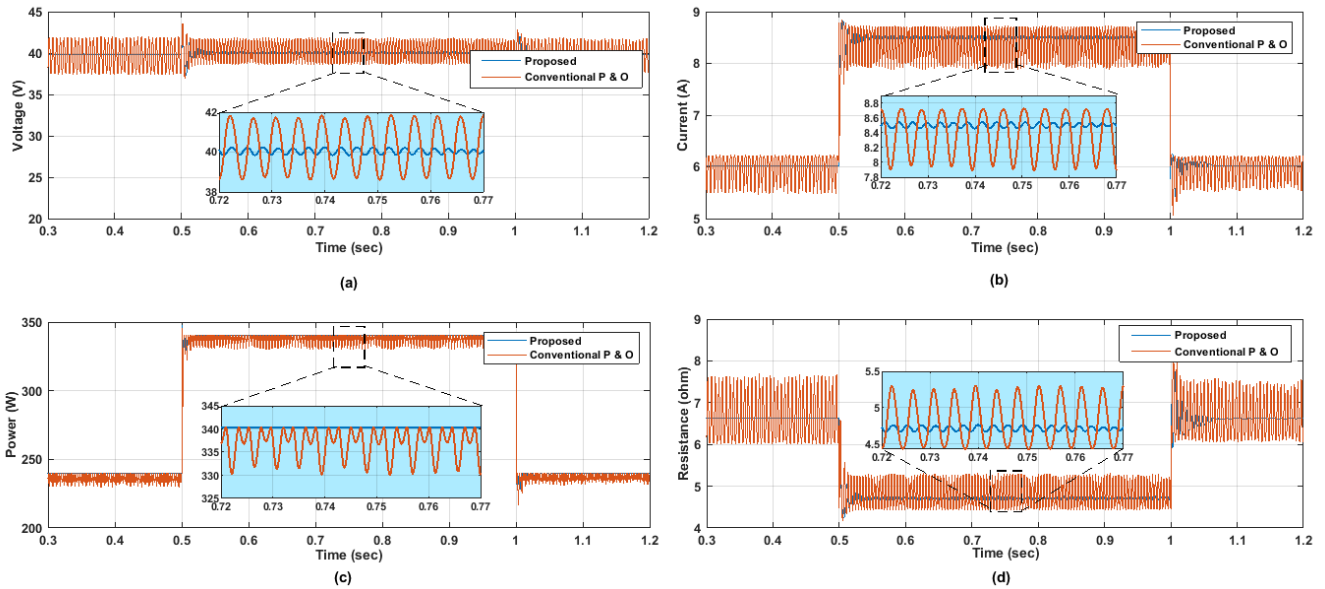 45
40
35
30
25
20
Voltage (V)
Proposed
Conventional P & O
42
40
38
0.72 0.73 0.74 0.75 0.76 0.77
0.3 0.4 0.5 0.6 0.7 0.8 0.9 1 1.1 1.2
Time (sec)
(a)
9
8
7
6
5
Current (A)
Proposed
Conventional P & O
8.8
8.6
8.4
8.2
8
7.8
0.72 0.73 0.74 0.75 0.76 0.77
0.3 0.4 0.5 0.6 0.7 0.8 0.9 1 1.1 1.2
Time (sec)
(b)
350
300
250
200
Power (W)
Proposed
Conventional P & O
345
340
335
330
325
0.72 0.73 0.74 0.75 0.76 0.77
0.3 0.4 0.5 0.6 0.7 0.8 0.9 1 1.1 1.2
Time (sec)
(c)
9
8
7
6
5
4
Resistance (ohm)
Proposed
Conventional P & O
5.5
5
4.5
0.72 0.73 0.74 0.75 0.76 0.77
0.3 0.4 0.5 0.6 0.7 0.8 0.9 1 1.1 1.2
Time (sec)
(d)